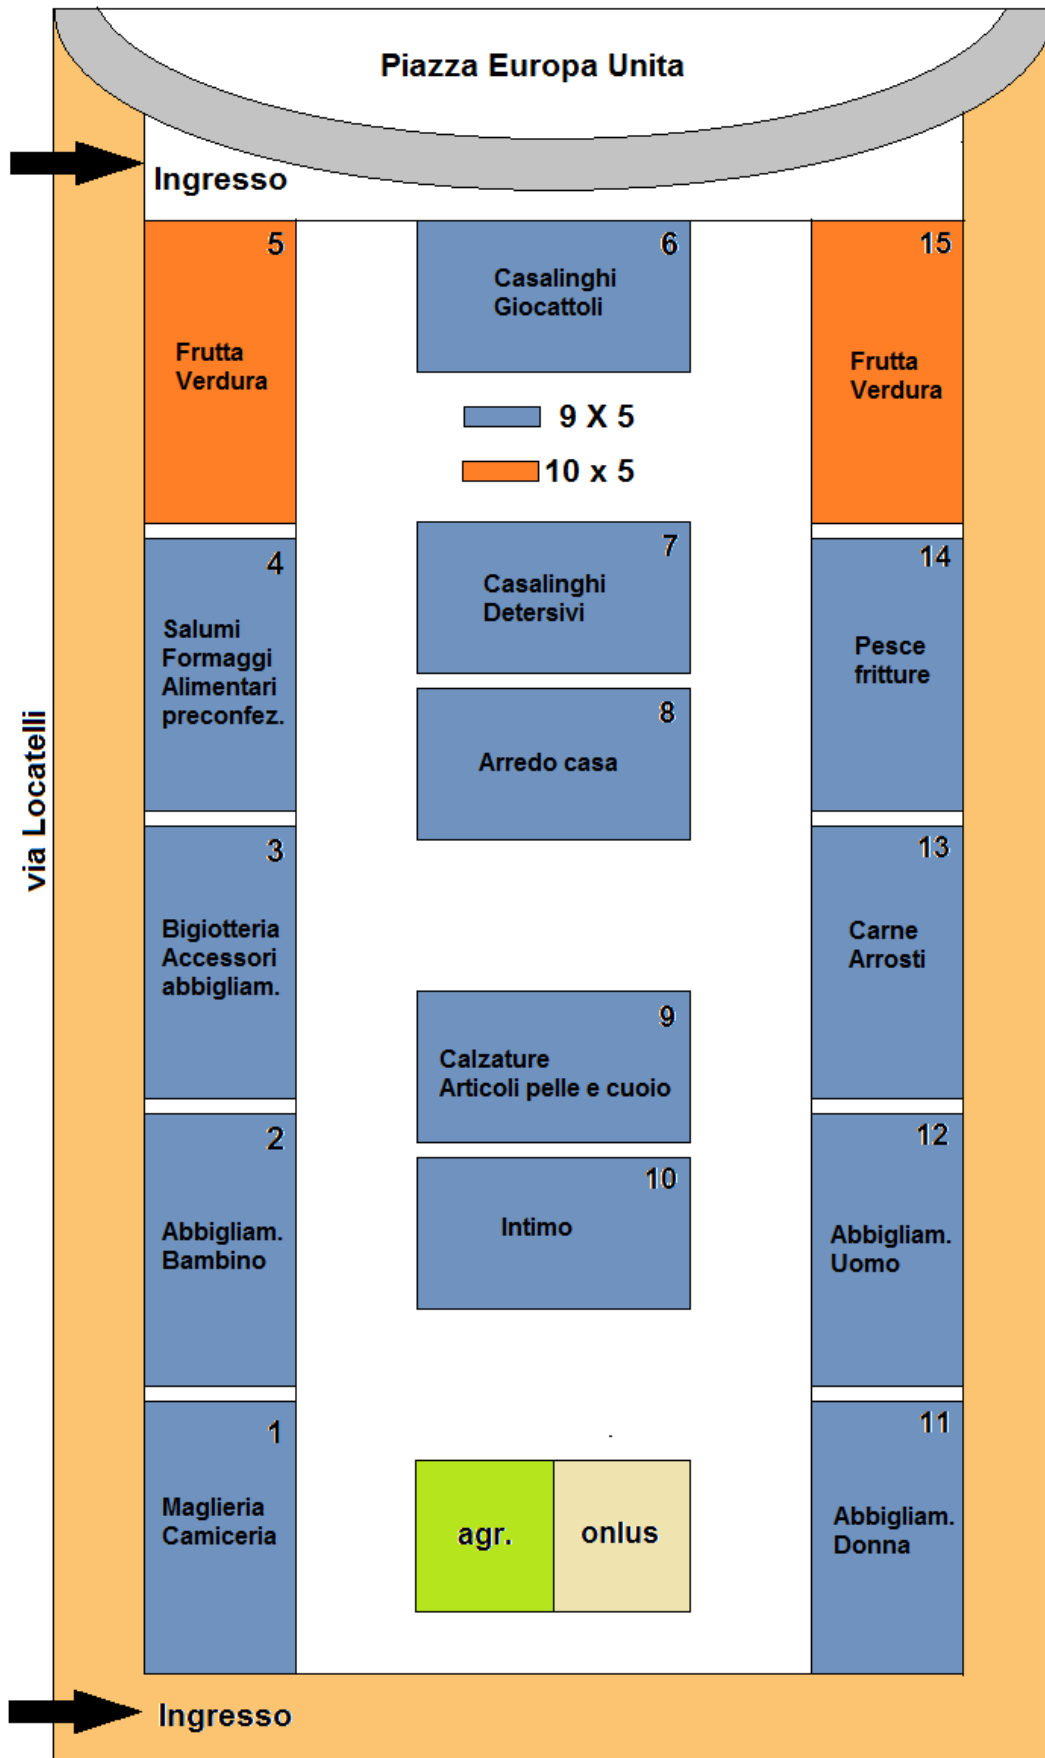 Piazza Europa Unita
Ingresso
5
Frutta
Verdura
6
Casalinghi
Giocattoli
15
Frutta
Verdura
9 X 5
10 x 5
4
Salumi
Formaggi
Alimentari
preconfez.
7
Casalinghi
Detersivi
14
Pesce
fritture
8
Arredo casa
via Locatelli
3
Bigiotteria
Accessori
abbigliam.
13
Carne
Arrosti
9
Calzature
Articoli pelle e cuoio
2
Abbigliam.
Bambino
10
Intimo
12
Abbigliam.
Uomo
1
Maglieria
Camiceria
agr.
onlus
11
Abbigliam.
Donna
Ingresso